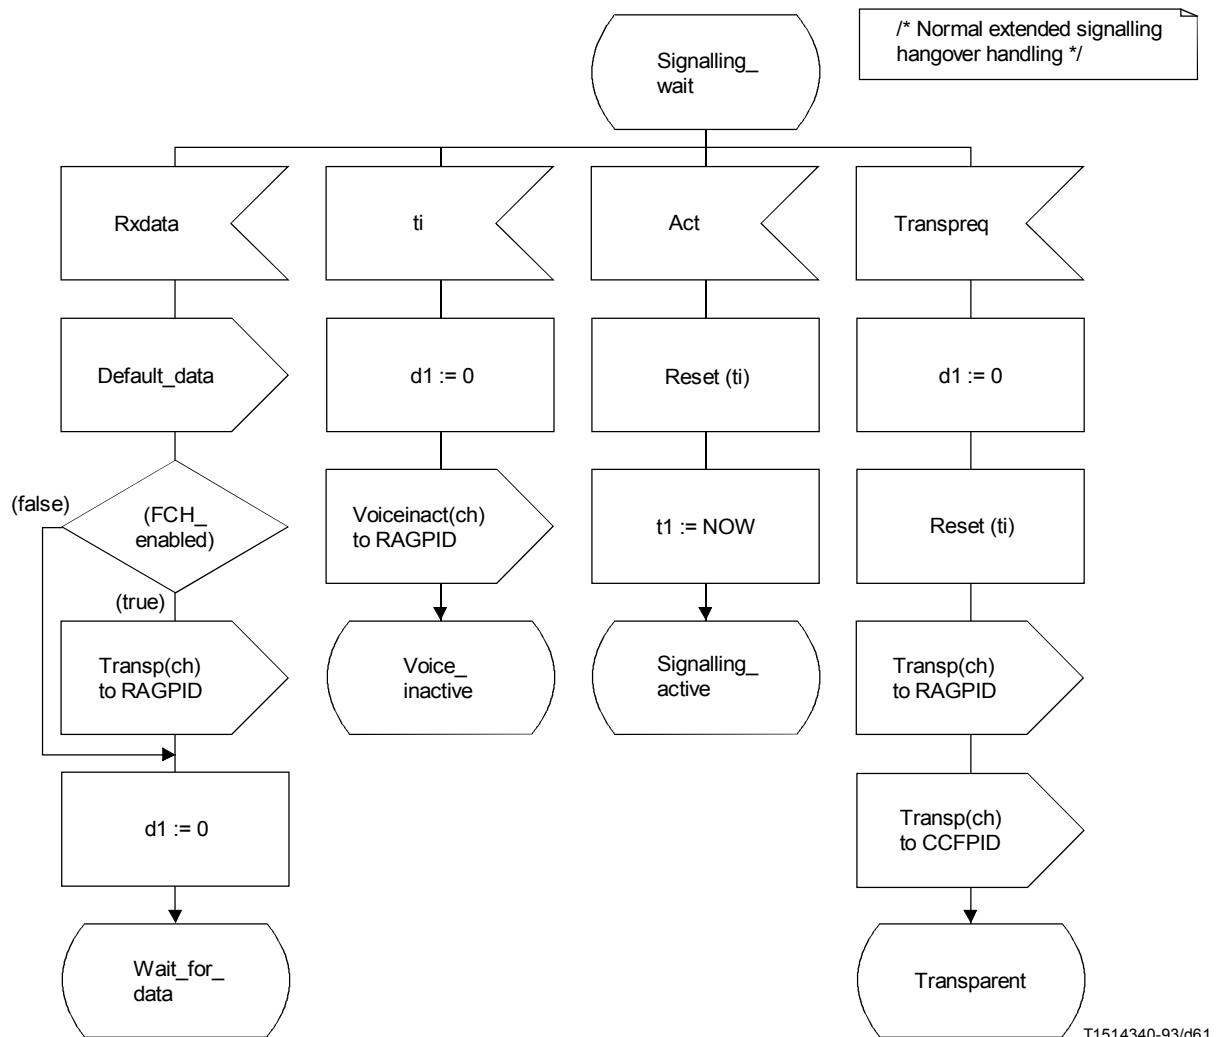 Signalling_
wait
/* Normal extended signalling
hangover handling */
Rxdata
ti
Act
Transpreq
Default_data
d1 := 0
Reset (ti)
d1 := 0
(false)
(FCH_
enabled)
(true)
Voiceinact(ch)
to RAGPID
t1 := NOW
Reset (ti)
Transp(ch)
to RAGPID
Voice_
inactive
Signalling_
active
Transp(ch)
to RAGPID
d1 := 0
Transp(ch)
to CCFPID
Wait_for_
data
Transparent
T1514340-93/d61